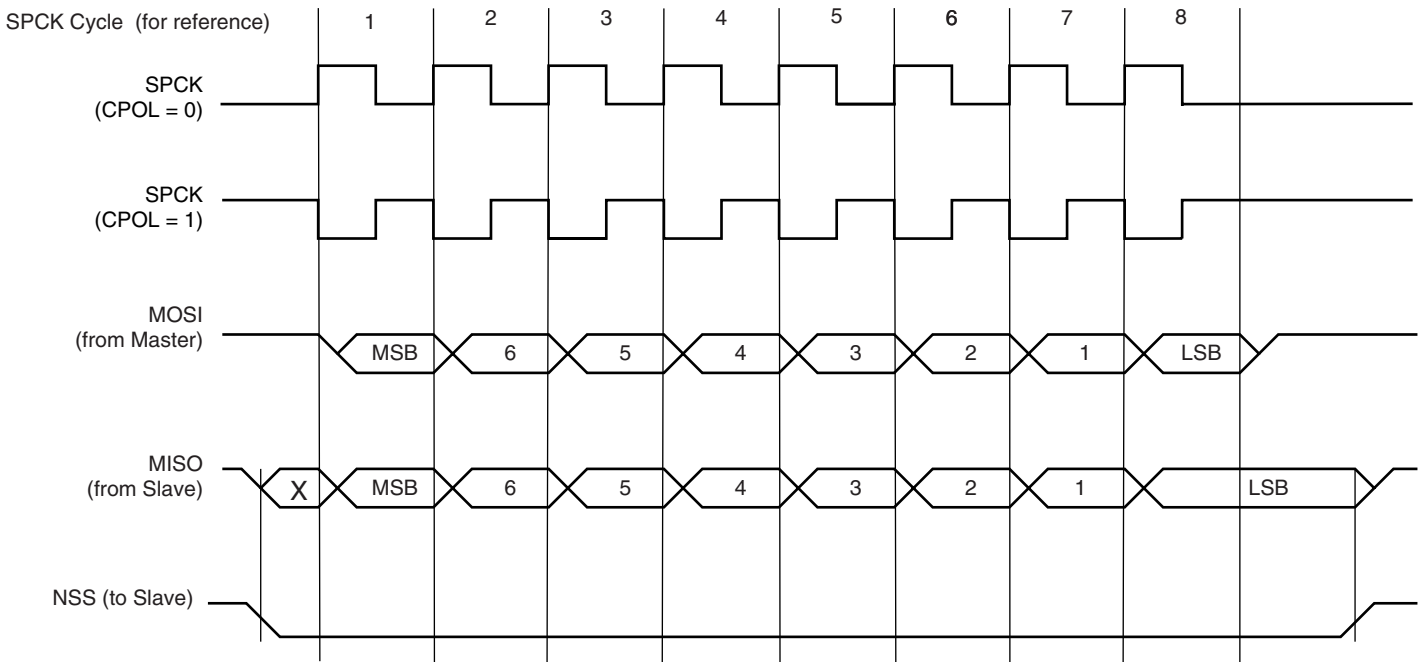 SPCK Cycle (for reference) 1 2 3 4 5 6 7 8
SPCK
(CPOL = 0)
SPCK
(CPOL = 1)
MOSI
(from Master)
MSB 6 5 4 3 2 1 LSB
MISO
(from Slave)
X MSB 6 5 4 3 2 1 LSB
NSS (to Slave)